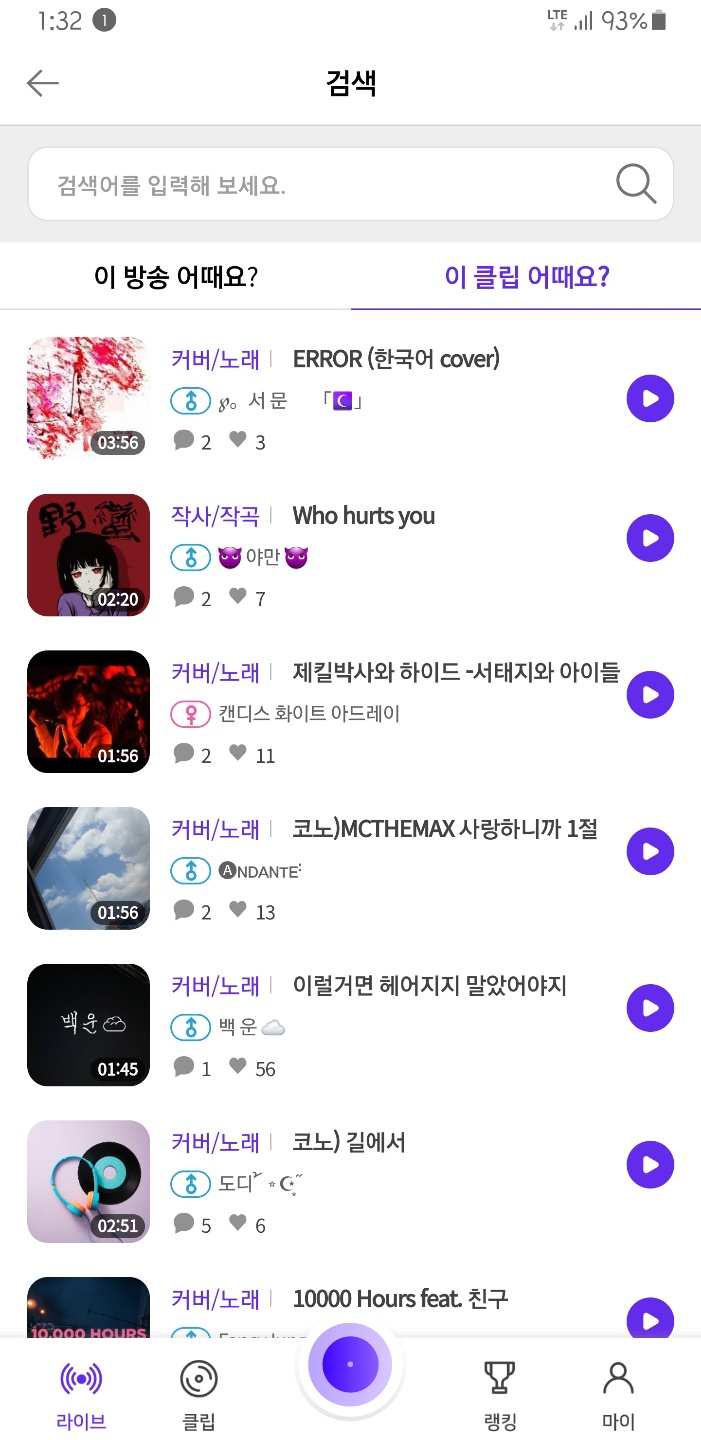 1:32 1 LTE 93%
검색
검색어를 입력해 보세요.
이 방송 어때요? 이 클립 어때요?
커버/노래 ERROR (한국어 cover)
℘。서 문 「☪」
03:56
2 3
野蠻
작사/작곡 Who hurts you
😈야만😈
02:20
2 7
커버/노래 제킬박사와 하이드 -서태지와 아이들
캔디스 화이트 아드레이
01:56
2 11
커버/노래 코노)MCTHEMAX 사랑하니까 1절
🅐NDANTE
01:56
2 13
커버/노래 이럴거면 헤어지지 말았어야지
백운
백 운☁️
01:45
1 56
커버/노래 코노) 길에서
도디
02:51
5 6
커버/노래 10000 Hours feat. 친구
10,000 HOURS
라이브 클립 랭킹 마이